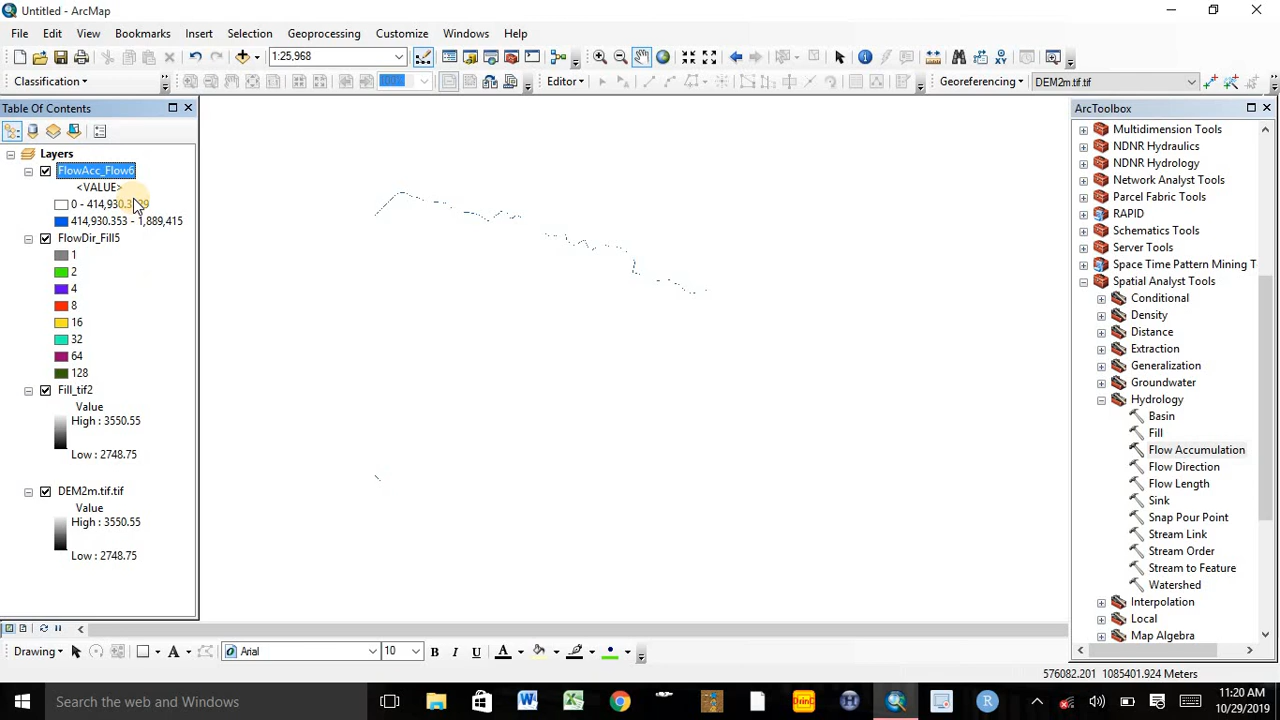 Untitled - ArcMap
File Edit View Bookmarks Insert Selection Geoprocessing Customize Windows Help
1:25,968
Classification
100%
Editor
Georeferencing
DEM2m.tif.tif
Table Of Contents
Layers
FlowAcc_Flow6
<VALUE>
0 - 414,930.3529
414,930.353 - 1,889,415
FlowDir_Fill5
1
2
4
8
16
32
64
128
Fill_tif2
Value
High : 3550.55
Low : 2748.75
DEM2m.tif.tif
Value
High : 3550.55
Low : 2748.75
ArcToolbox
Multidimension Tools
NDNR Hydraulics
NDNR Hydrology
Network Analyst Tools
Parcel Fabric Tools
RAPID
Schematics Tools
Server Tools
Space Time Pattern Mining T
Spatial Analyst Tools
Conditional
Density
Distance
Extraction
Generalization
Groundwater
Hydrology
Basin
Fill
Flow Accumulation
Flow Direction
Flow Length
Sink
Snap Pour Point
Stream Link
Stream Order
Stream to Feature
Watershed
Interpolation
Local
Map Algebra
Drawing
A
Arial
10
B I U A
576082.201 1085401.924 Meters
Search the web and Windows
11:20 AM
10/29/2019